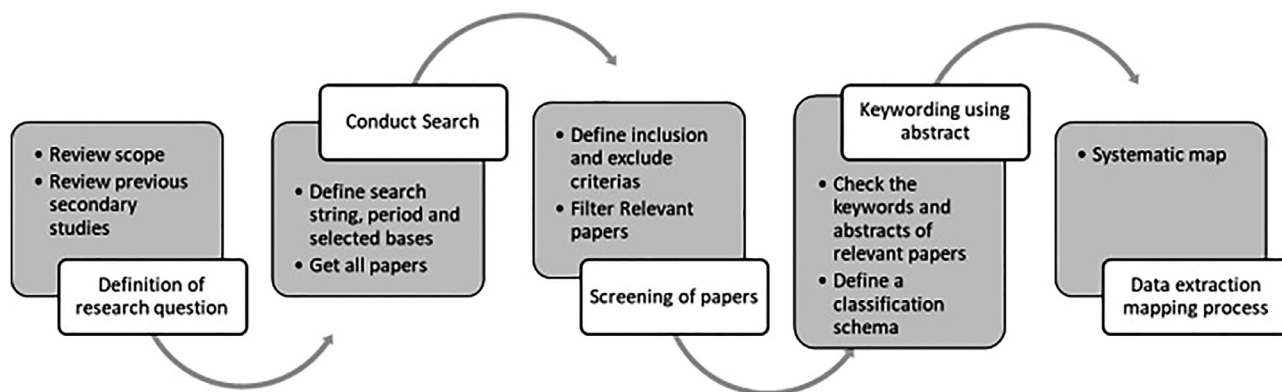 • Review scope
• Review previous
secondary
studies
Definition of
research question
Conduct Search
• Define search
string, period and
selected bases
• Get all papers
• Define inclusion
and exclude
criterias
• Filter Relevant
papers
Screening of papers
Keywording using
abstract
• Check the
keywords and
abstracts of
relevant papers
• Define a
classification
schema
• Systematic map
Data extraction
mapping process